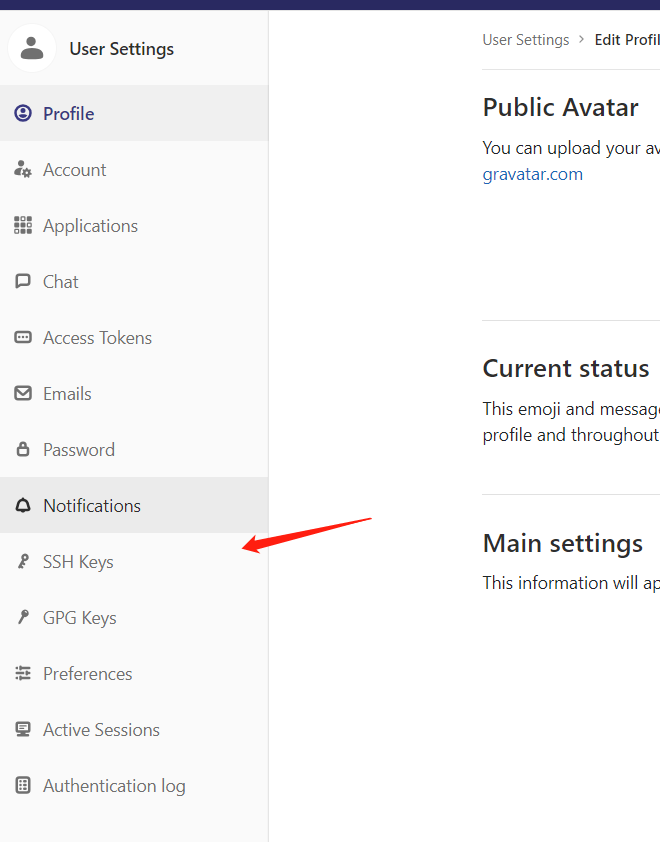 User Settings
Profile
Account
Applications
Chat
Access Tokens
Emails
Password
Notifications
SSH Keys
GPG Keys
Preferences
Active Sessions
Authentication log
User Settings > Edit Profil
Public Avatar
You can upload your av
gravatar.com
Current status
This emoji and message
profile and throughout
Main settings
This information will ap